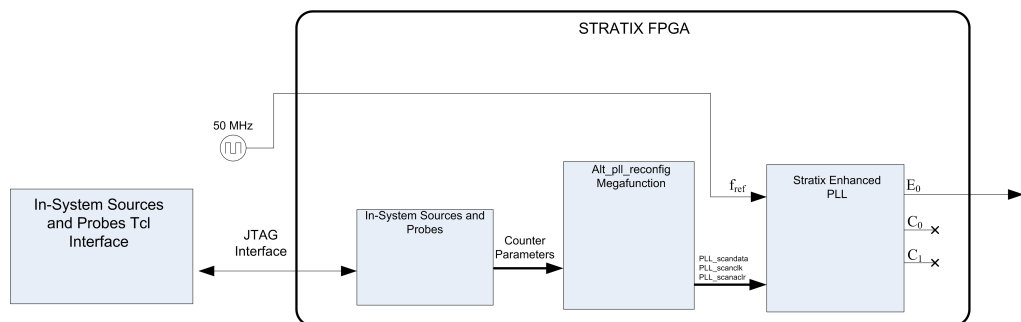 STRATIX FPGA
50 MHz
In-System Sources
and Probes Tcl
Interface
JTAG
Interface
In-System Sources and
Probes
Counter
Parameters
Alt_pll_reconfig
Megafunction
fref
PLL_scandata
PLL_scanclk
PLL_scanaclr
Stratix Enhanced
PLL
E0
C0
C1